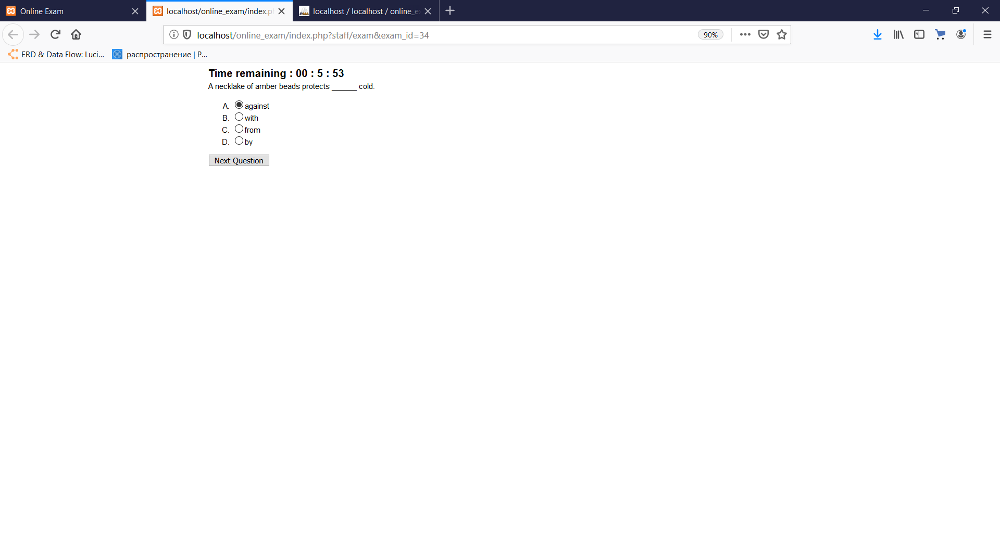 Online Exam
localhost/online_exam/index.p
localhost / localhost / online_e
localhost/online_exam/index.php?staff/exam&exam_id=34
90%
ERD & Data Flow: Luci...
распространение | P...
Time remaining : 00 : 5 : 53
A necklake of amber beads protects ______ cold.
A. against
B. with
C. from
D. by
Next Question